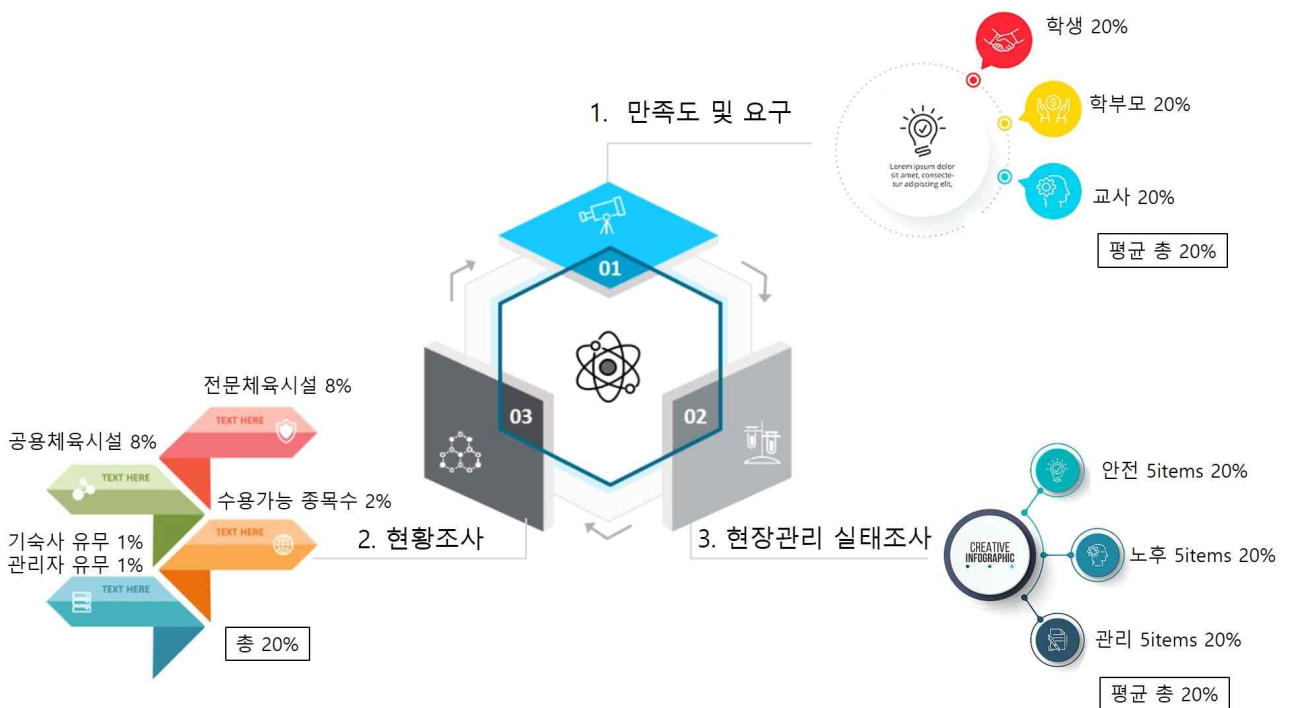 1. 만족도 및 요구
학생 20%
학부모 20%
교사 20%
평균 총 20%
Lorem ipsum dolor
sit amet, consecte-
tur adipiscing elit,
01
02
03
전문체육시설 8%
TEXT HERE
공용체육시설 8%
TEXT HERE
수용가능 종목수 2%
TEXT HERE
기숙사 유무 1%
관리자 유무 1%
TEXT HERE
총 20%
2. 현황조사
3. 현장관리 실태조사
CREATIVE
INFOGRAPHIC
안전 5items 20%
노후 5items 20%
관리 5items 20%
평균 총 20%